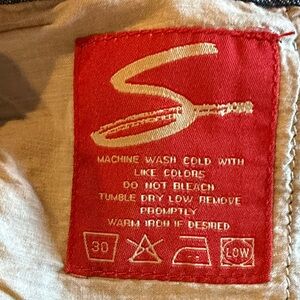 MACHINE WASH COLD WITH
LIKE COLORS
DO NOT BLEACH
TUMBLE DRY LOW REMOVE
PROMPTLY
WARM IRON IF DESIRED
30
LOW